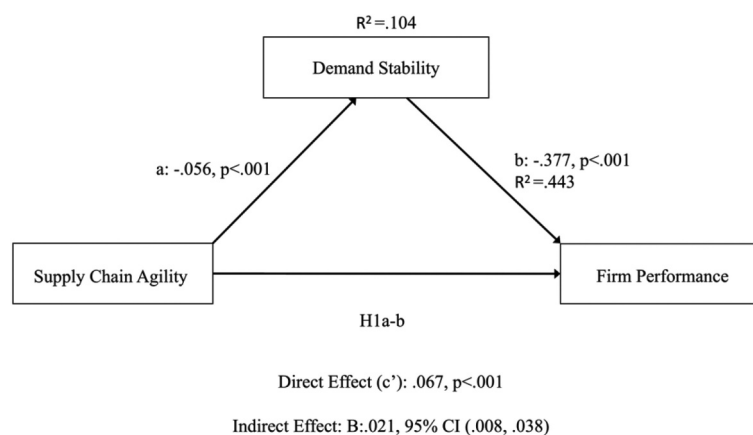 R²=.104
Demand Stability
a: -.056, p<.001
b: -.377, p<.001
R²=.443
Supply Chain Agility
Firm Performance
H1a-b
Direct Effect (c’): .067, p<.001
Indirect Effect: B:.021, 95% CI (.008, .038)